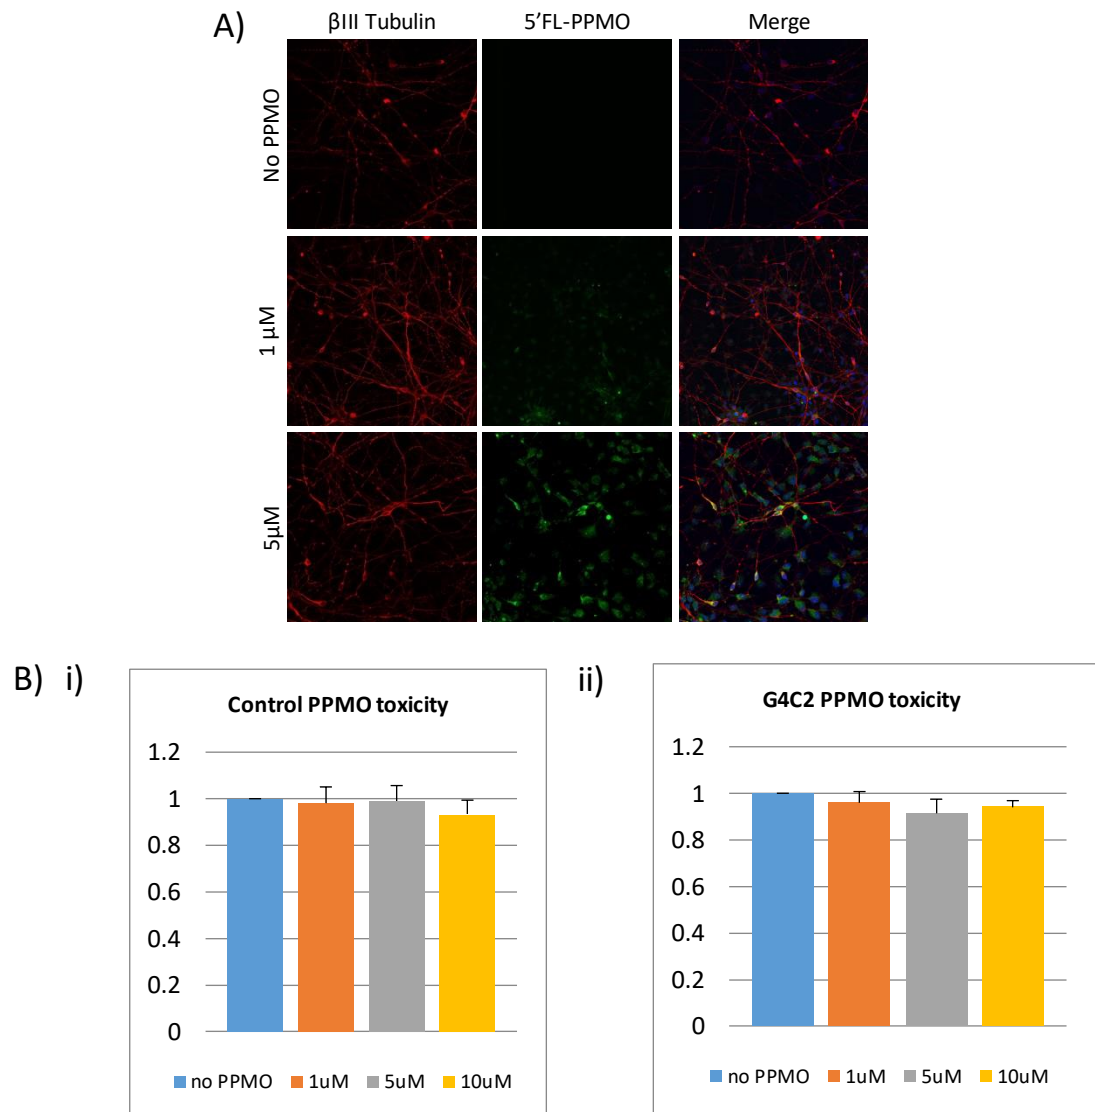 A)
βIII Tubulin 5'FL-PPMO Merge
No PPMO
1 μM
5μM
B) i)
Control PPMO toxicity
1.2
1
0.8
0.6
0.4
0.2
0
no PPMO 1uM 5uM 10uM
ii)
G4C2 PPMO toxicity
1.2
1
0.8
0.6
0.4
0.2
0
no PPMO 1uM 5uM 10uM